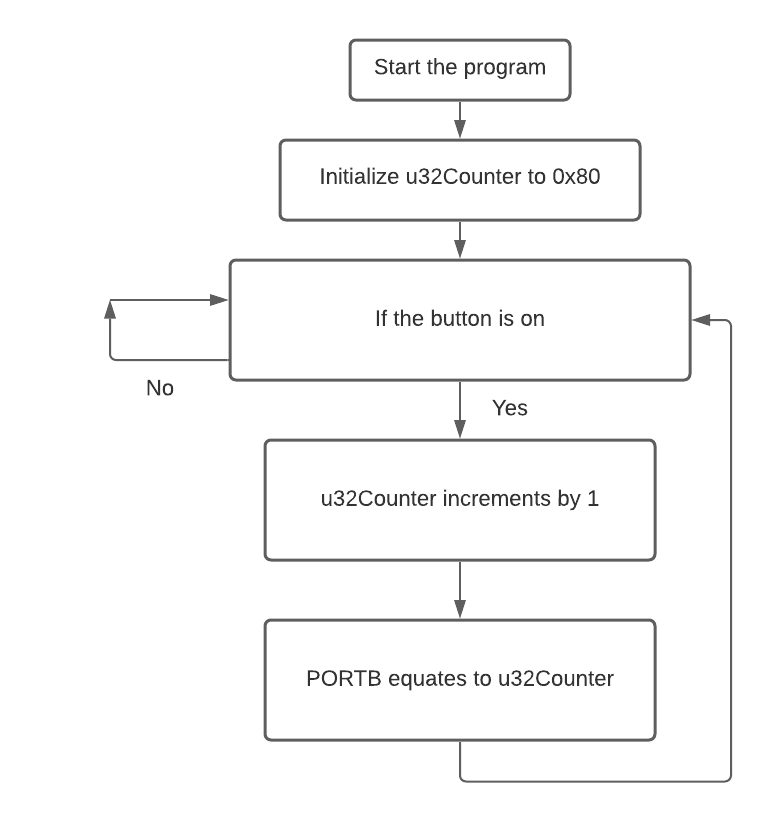 Start the program
Initialize u32Counter to 0x80
If the button is on
No
Yes
u32Counter increments by 1
PORTB equates to u32Counter